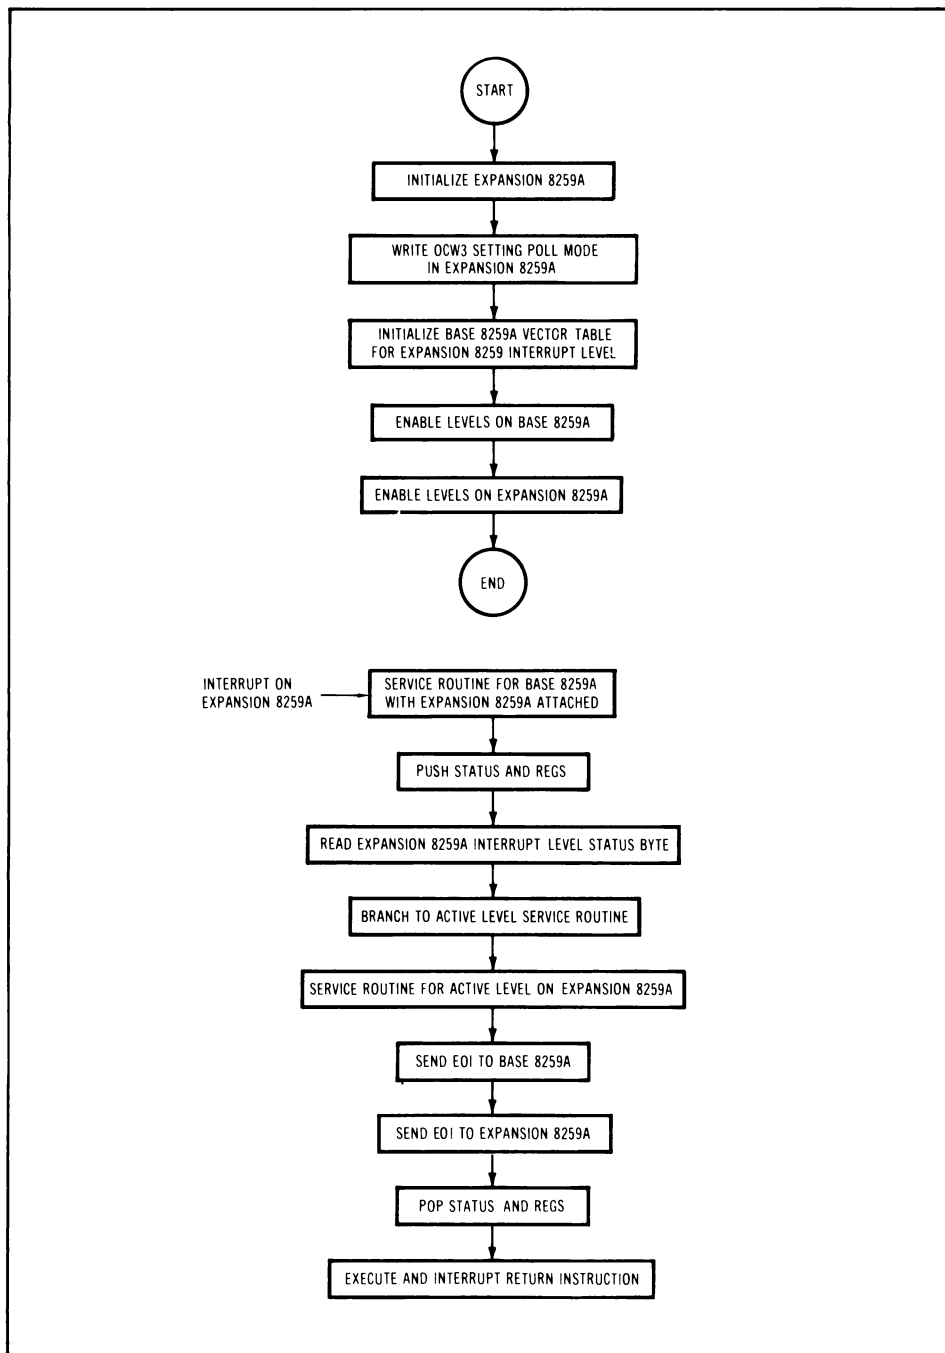 START
INITIALIZE EXPANSION 8259A
WRITE OCW3 SETTING POLL MODE
IN EXPANSION 8259A
INITIALIZE BASE 8259A VECTOR TABLE
FOR EXPANSION 8259 INTERRUPT LEVEL
ENABLE LEVELS ON BASE 8259A
ENABLE LEVELS ON EXPANSION 8259A
END
INTERRUPT ON
EXPANSION 8259A
SERVICE ROUTINE FOR BASE 8259A
WITH EXPANSION 8259A ATTACHED
PUSH STATUS AND REGS
READ EXPANSION 8259A INTERRUPT LEVEL STATUS BYTE
BRANCH TO ACTIVE LEVEL SERVICE ROUTINE
SERVICE ROUTINE FOR ACTIVE LEVEL ON EXPANSION 8259A
SEND EOI TO BASE 8259A
SEND EOI TO EXPANSION 8259A
POP STATUS AND REGS
EXECUTE AND INTERRUPT RETURN INSTRUCTION